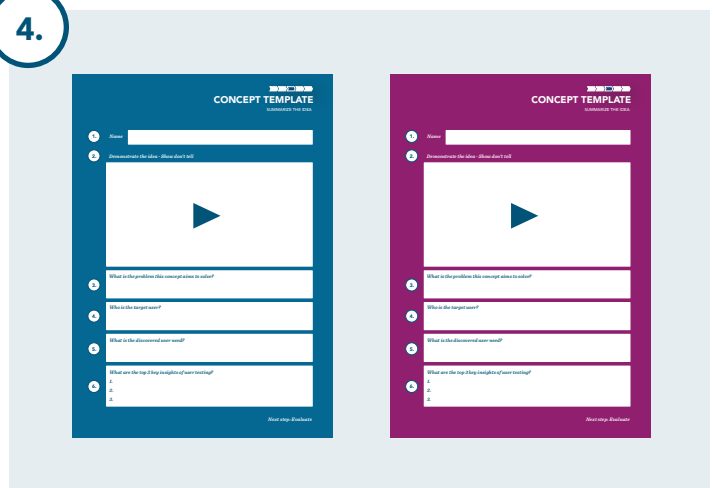 4.
CONCEPT TEMPLATE
SUMMARIZE THE IDEA
1. Name
2. Demonstrate the idea - Show don't tell
3. What is the problem this concept aims to solve?
4. Who is the target user?
5. What is the discovered user need?
6. What are the top 3 key insights of user testing?
1.
2.
3.
Next step: Evaluate
CONCEPT TEMPLATE
SUMMARIZE THE IDEA
1. Name
2. Demonstrate the idea - Show don't tell
3. What is the problem this concept aims to solve?
4. Who is the target user?
5. What is the discovered user need?
6. What are the top 3 key insights of user testing?
1.
2.
3.
Next step: Evaluate